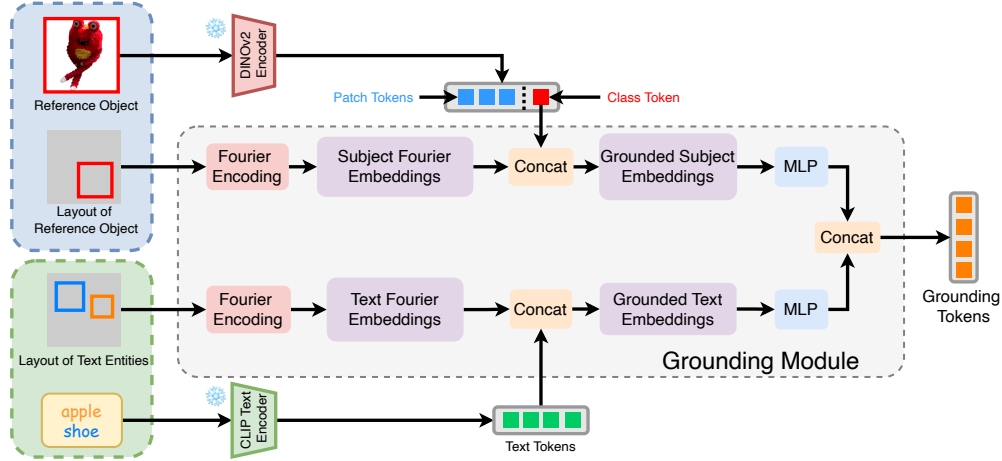 DINOv2
Encoder
Reference Object
Patch Tokens
Class Token
Layout of
Reference Object
Fourier
Encoding
Subject Fourier
Embeddings
Concat
Grounded Subject
Embeddings
MLP
Concat
Grounding
Tokens
Layout of Text Entities
Fourier
Encoding
Text Fourier
Embeddings
Concat
Grounded Text
Embeddings
MLP
Grounding Module
apple
shoe
CLIP Text
Encoder
Text Tokens